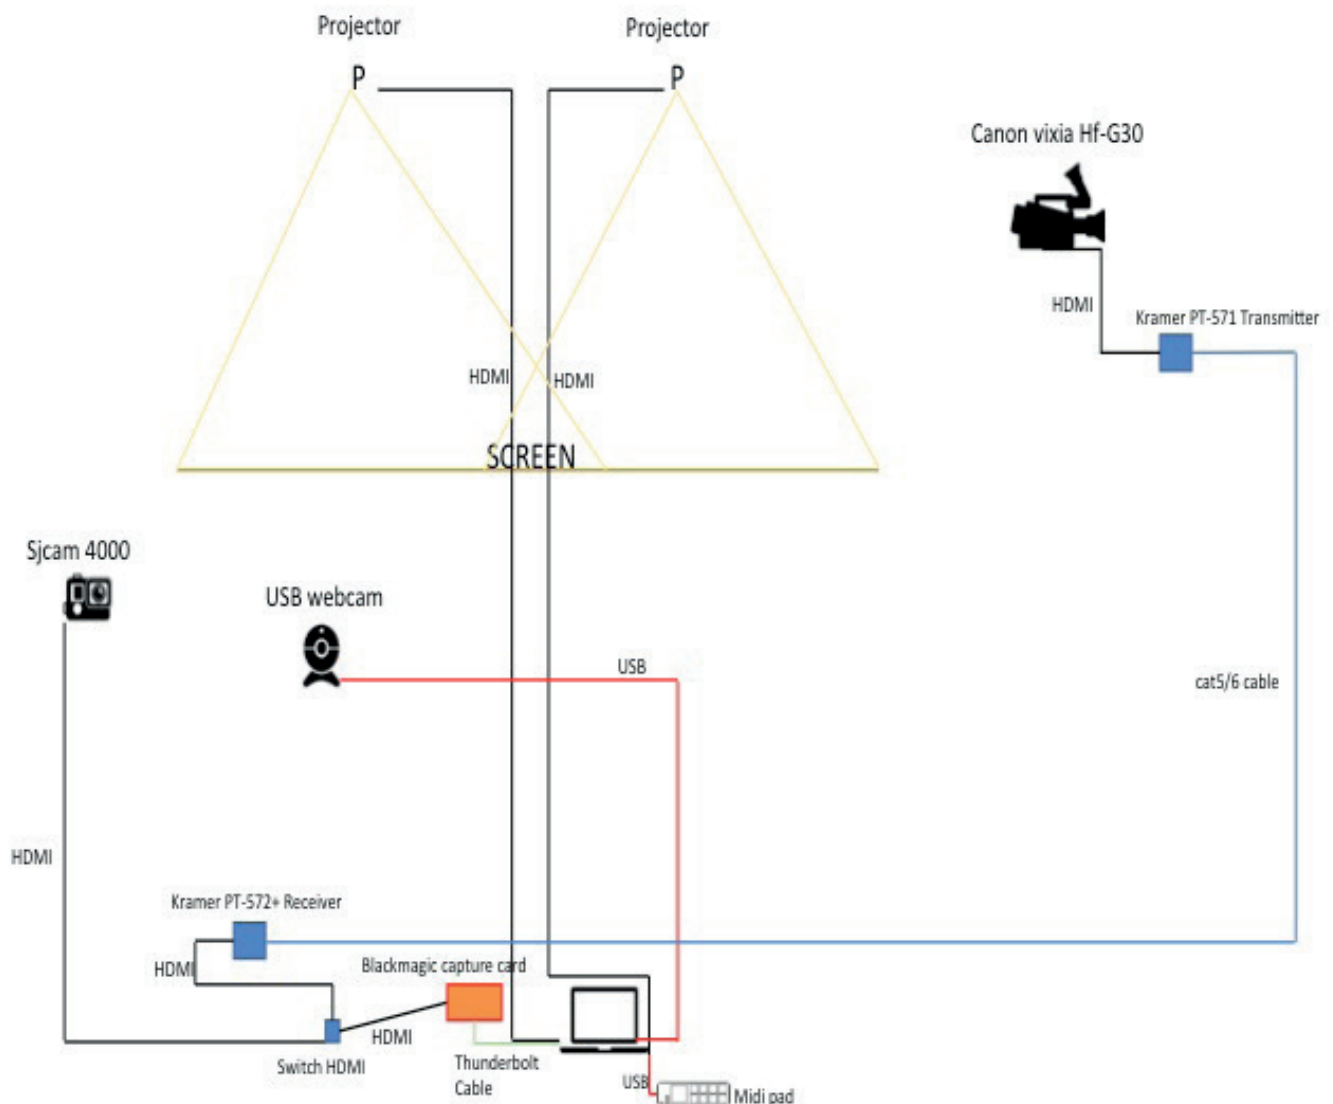 Projector
Projector
P
P
Canon vixia Hf-G30
HDMI
Kramer PT-571 Transmitter
HDMI
HDMI
SCREEN
Sjcam 4000
USB webcam
USB
cat5/6 cable
HDMI
Kramer PT-572+ Receiver
HDMI
Blackmagic capture card
HDMI
Switch HDMI
Thunderbolt
Cable
USB
Midi pad